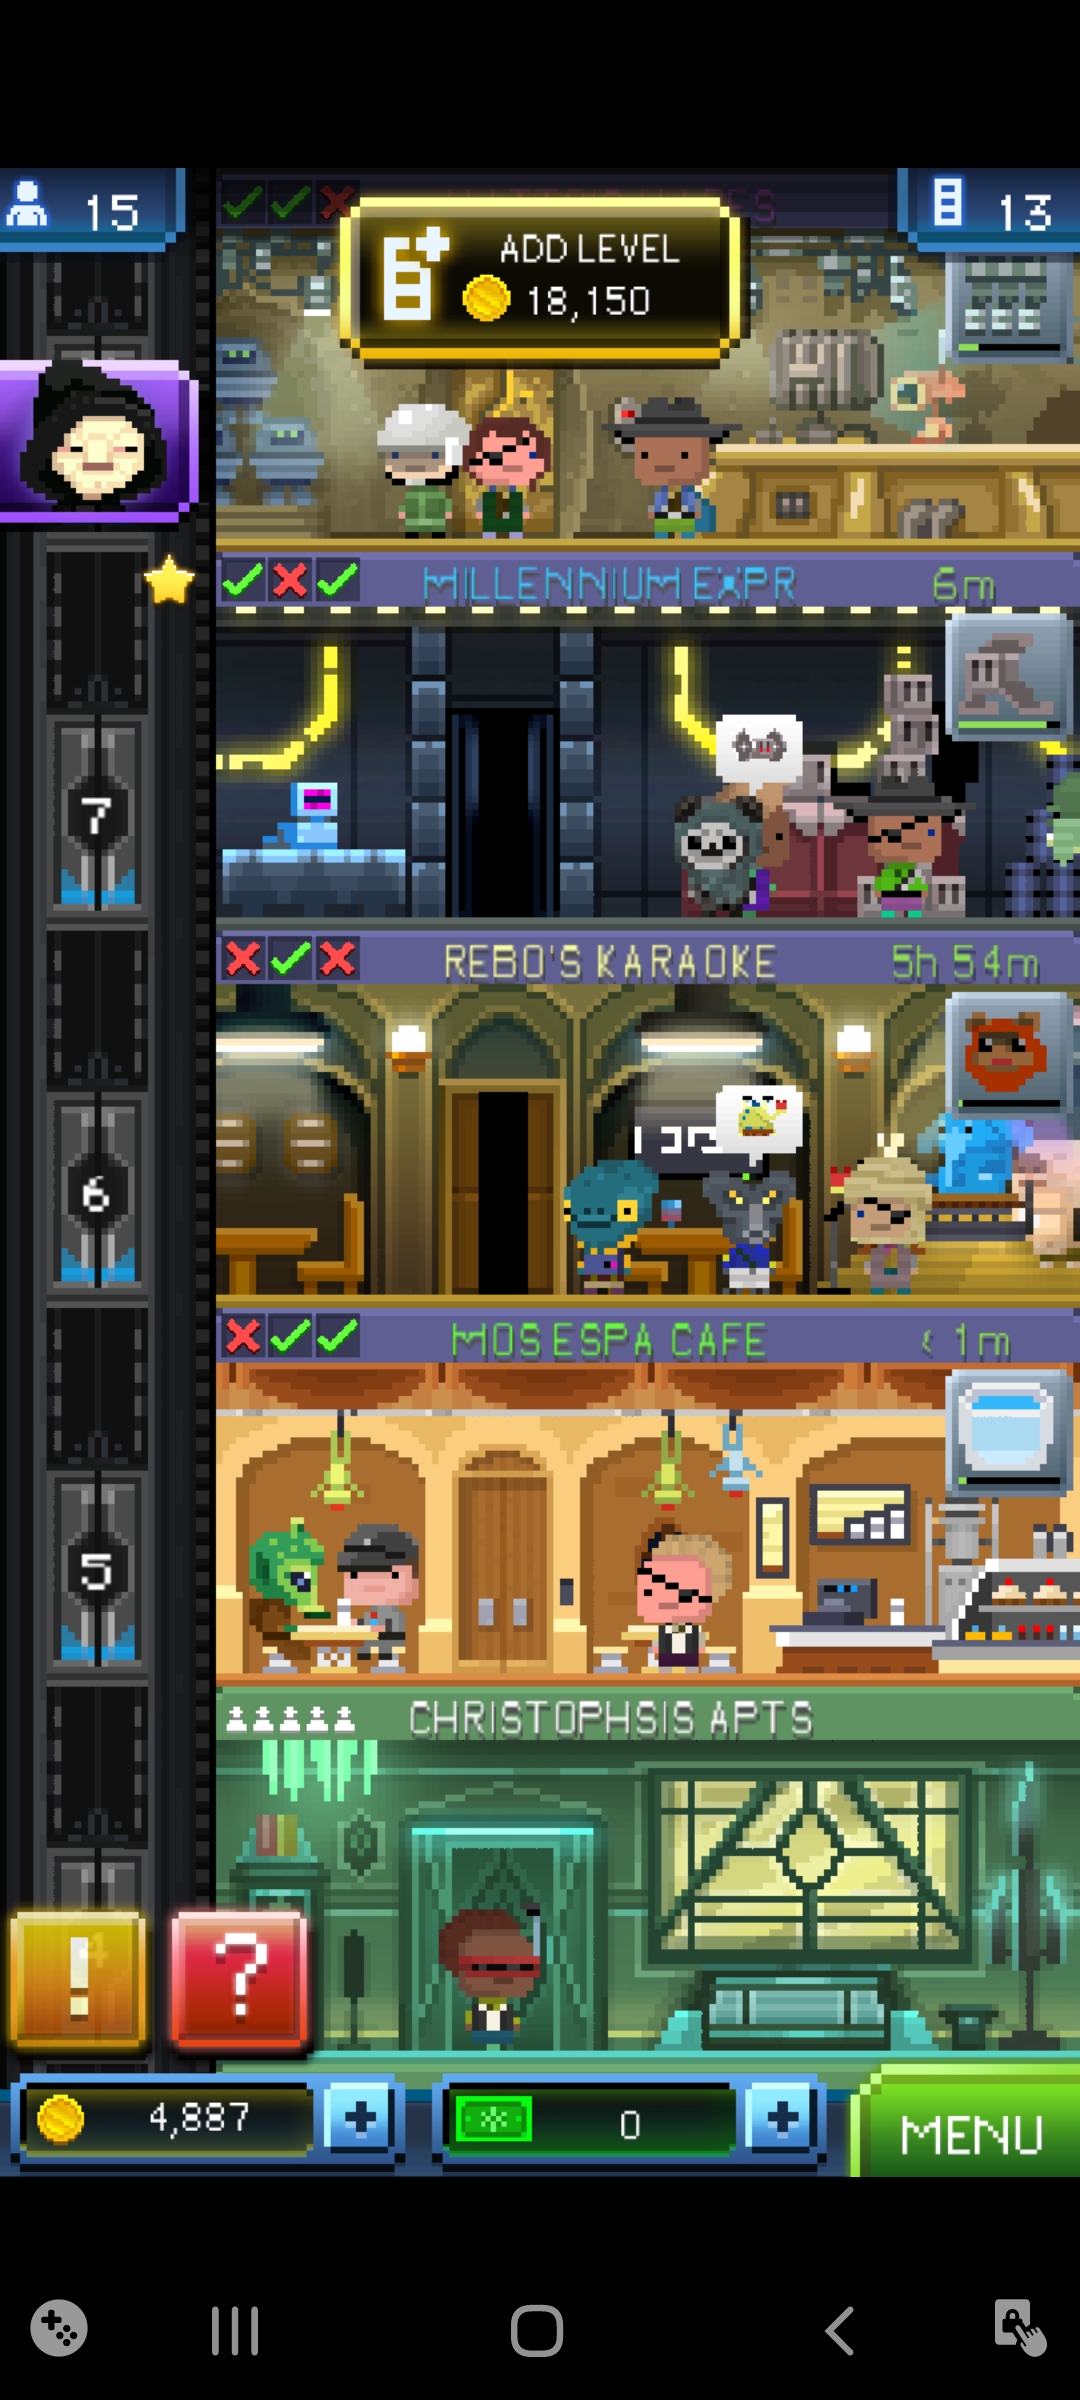 15
13
ADD LEVEL
18,150
MILLENNIUM EXPR
6m
7
REBO'S KARAOKE
5h 54m
6
MOS ESPA CAFE
< 1m
5
CHRISTOPHSIS APTS
!
?
4,887
+
0
+
MENU